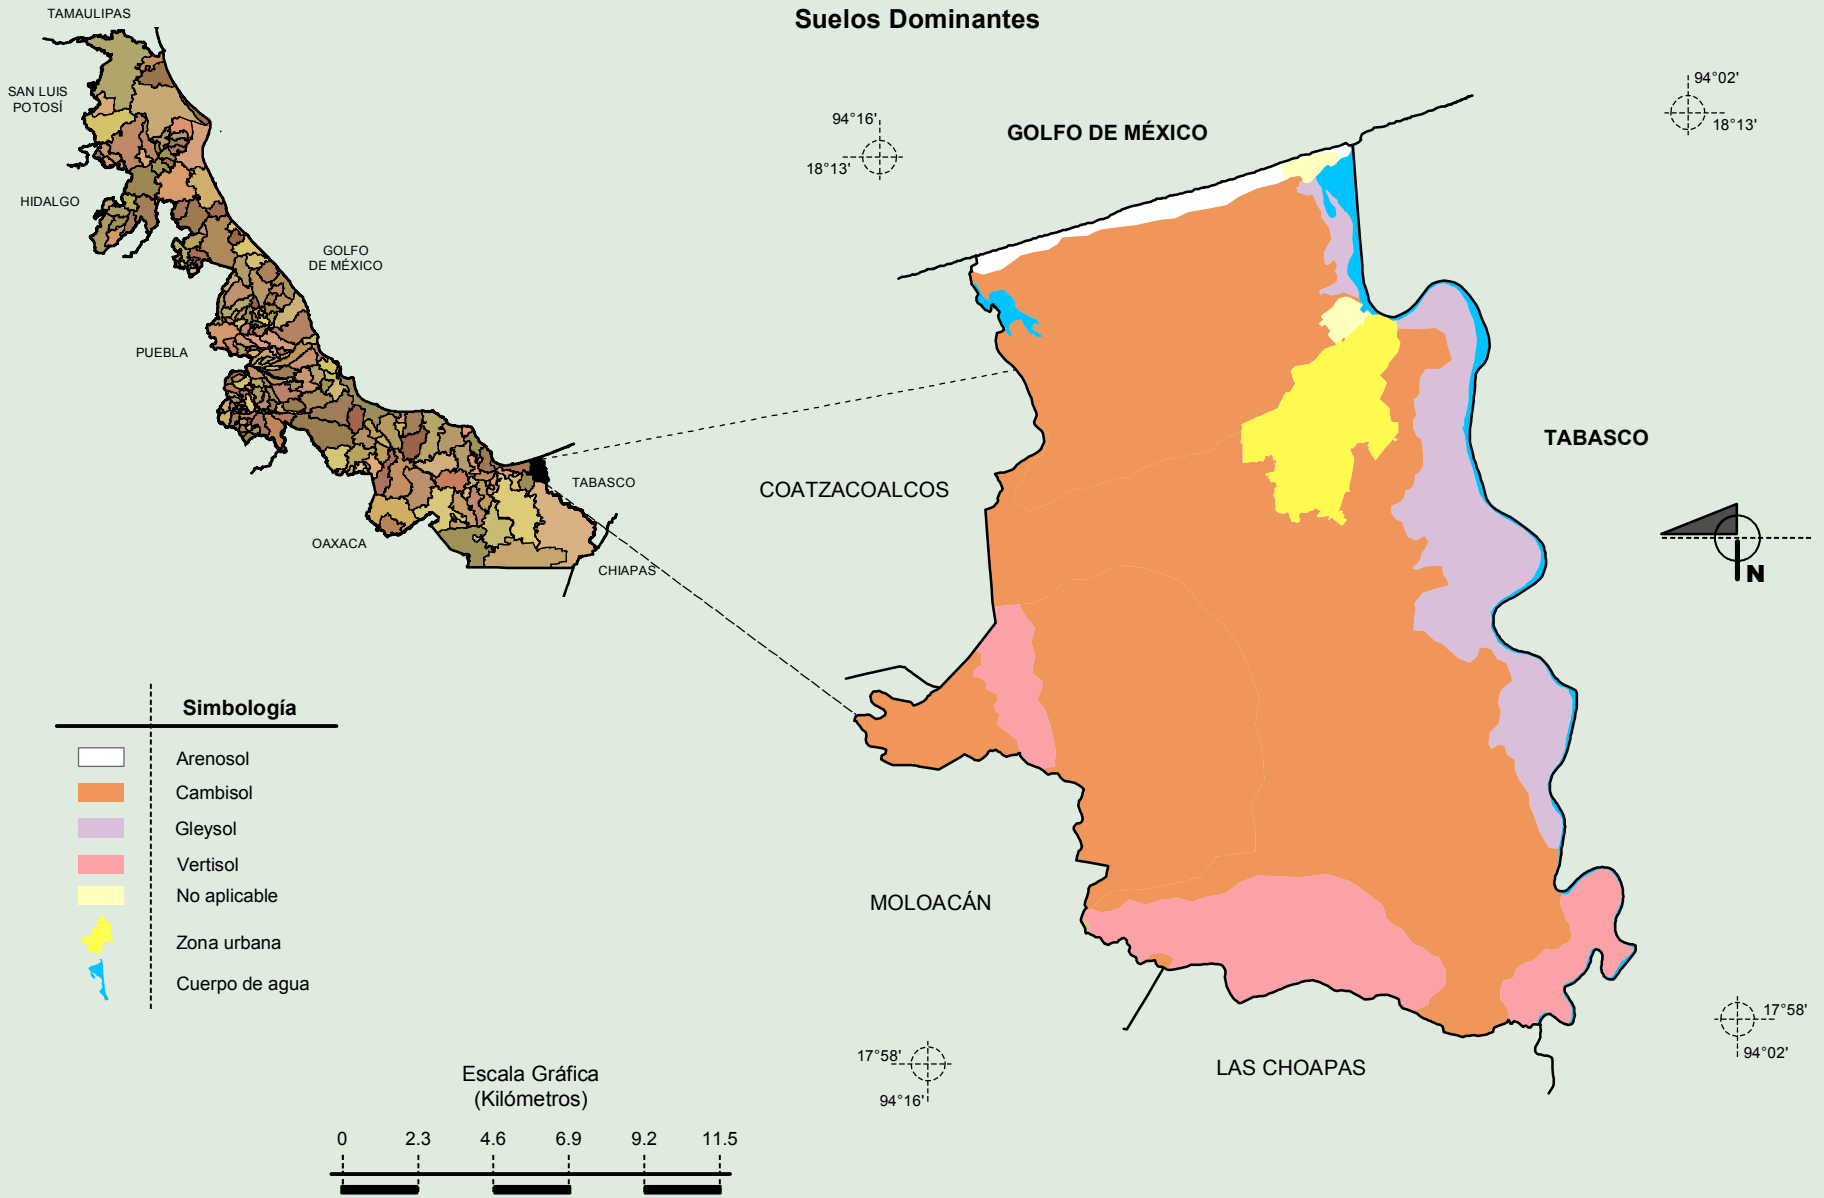 Suelos Dominantes
TAMAULIPAS
SAN LUIS
POTOSÍ
HIDALGO
GOLFO
DE MÉXICO
PUEBLA
OAXACA
TABASCO
CHIAPAS
94°16'
18°13'
GOLFO DE MÉXICO
94°02'
18°13'
COATZACOALCOS
TABASCO
N
MOLOACÁN
LAS CHOAPAS
17°58'
94°16'
17°58'
94°02'
Simbología
Arenosol
Cambisol
Gleysol
Vertisol
No aplicable
Zona urbana
Cuerpo de agua
Escala Gráfica
(Kilómetros)
0 2.3 4.6 6.9 9.2 11.5